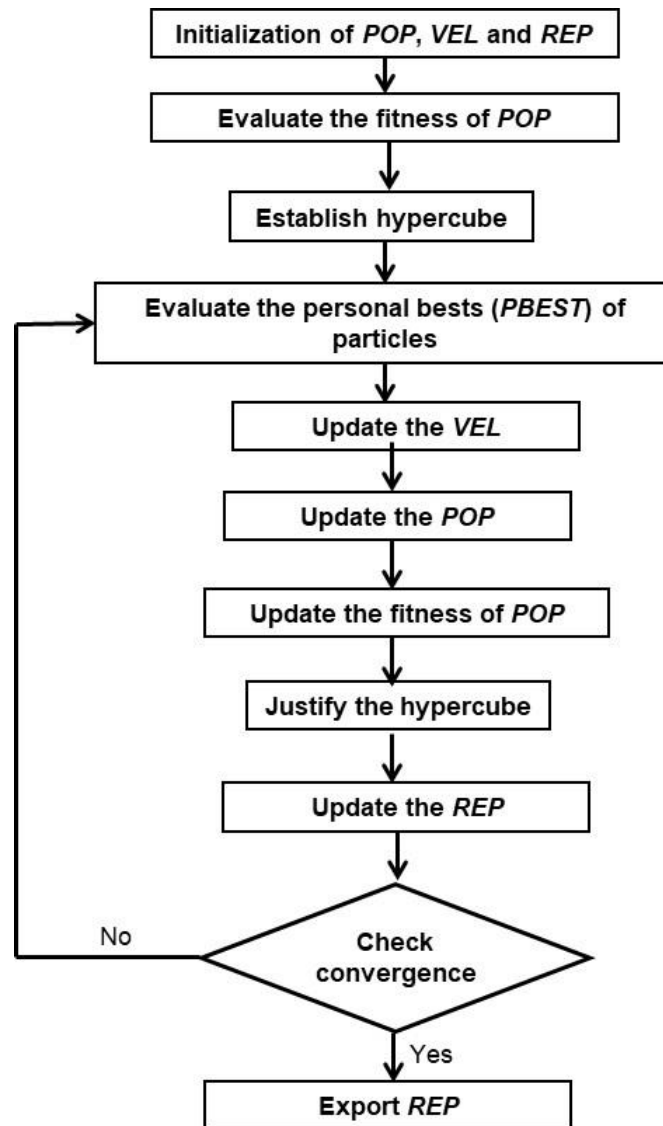 Initialization of POP, VEL and REP
Evaluate the fitness of POP
Establish hypercube
Evaluate the personal bests (PBEST) of
particles
Update the VEL
Update the POP
Update the fitness of POP
Justify the hypercube
Update the REP
No
Check
convergence
Yes
Export REP